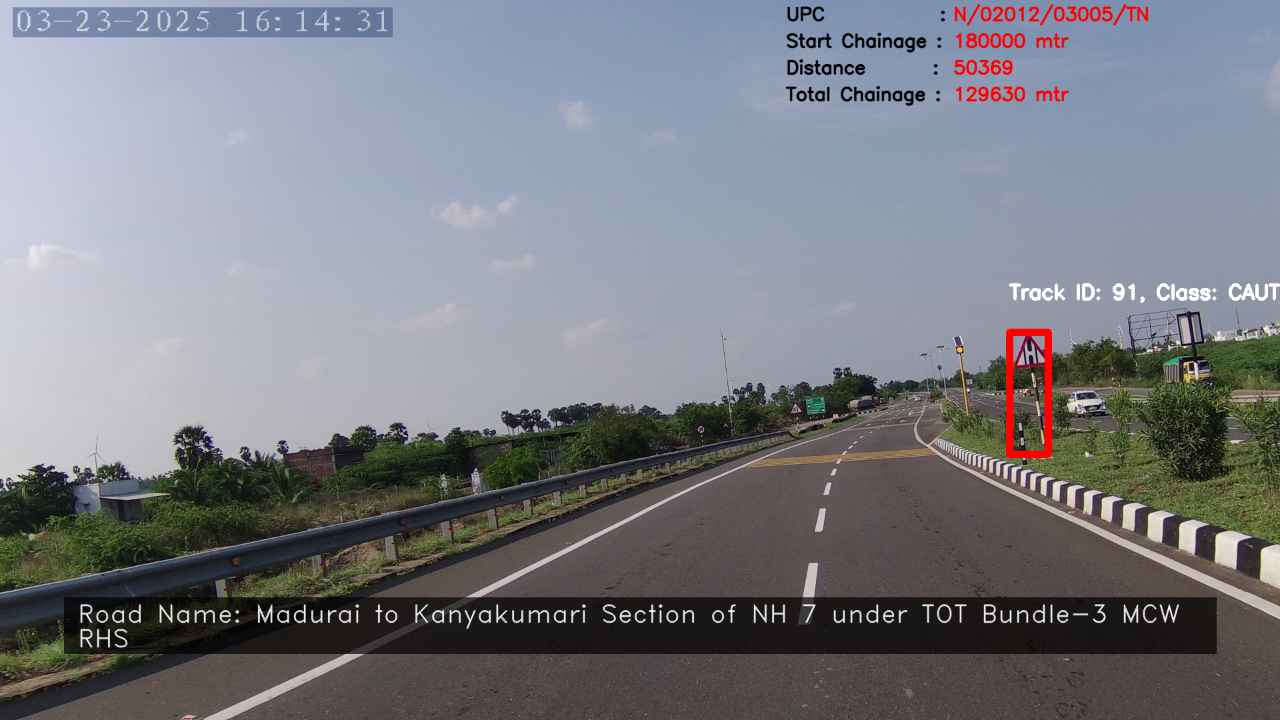 03-23-2025 16:14:31
UPC : N/02012/03005/TN
Start Chainage : 180000 mtr
Distance : 50369
Total Chainage : 129630 mtr
Track ID: 91, Class: CAUT
Road Name: Madurai to Kanyakumari Section of NH 7 under TOT Bundle-3 MCW
RHS